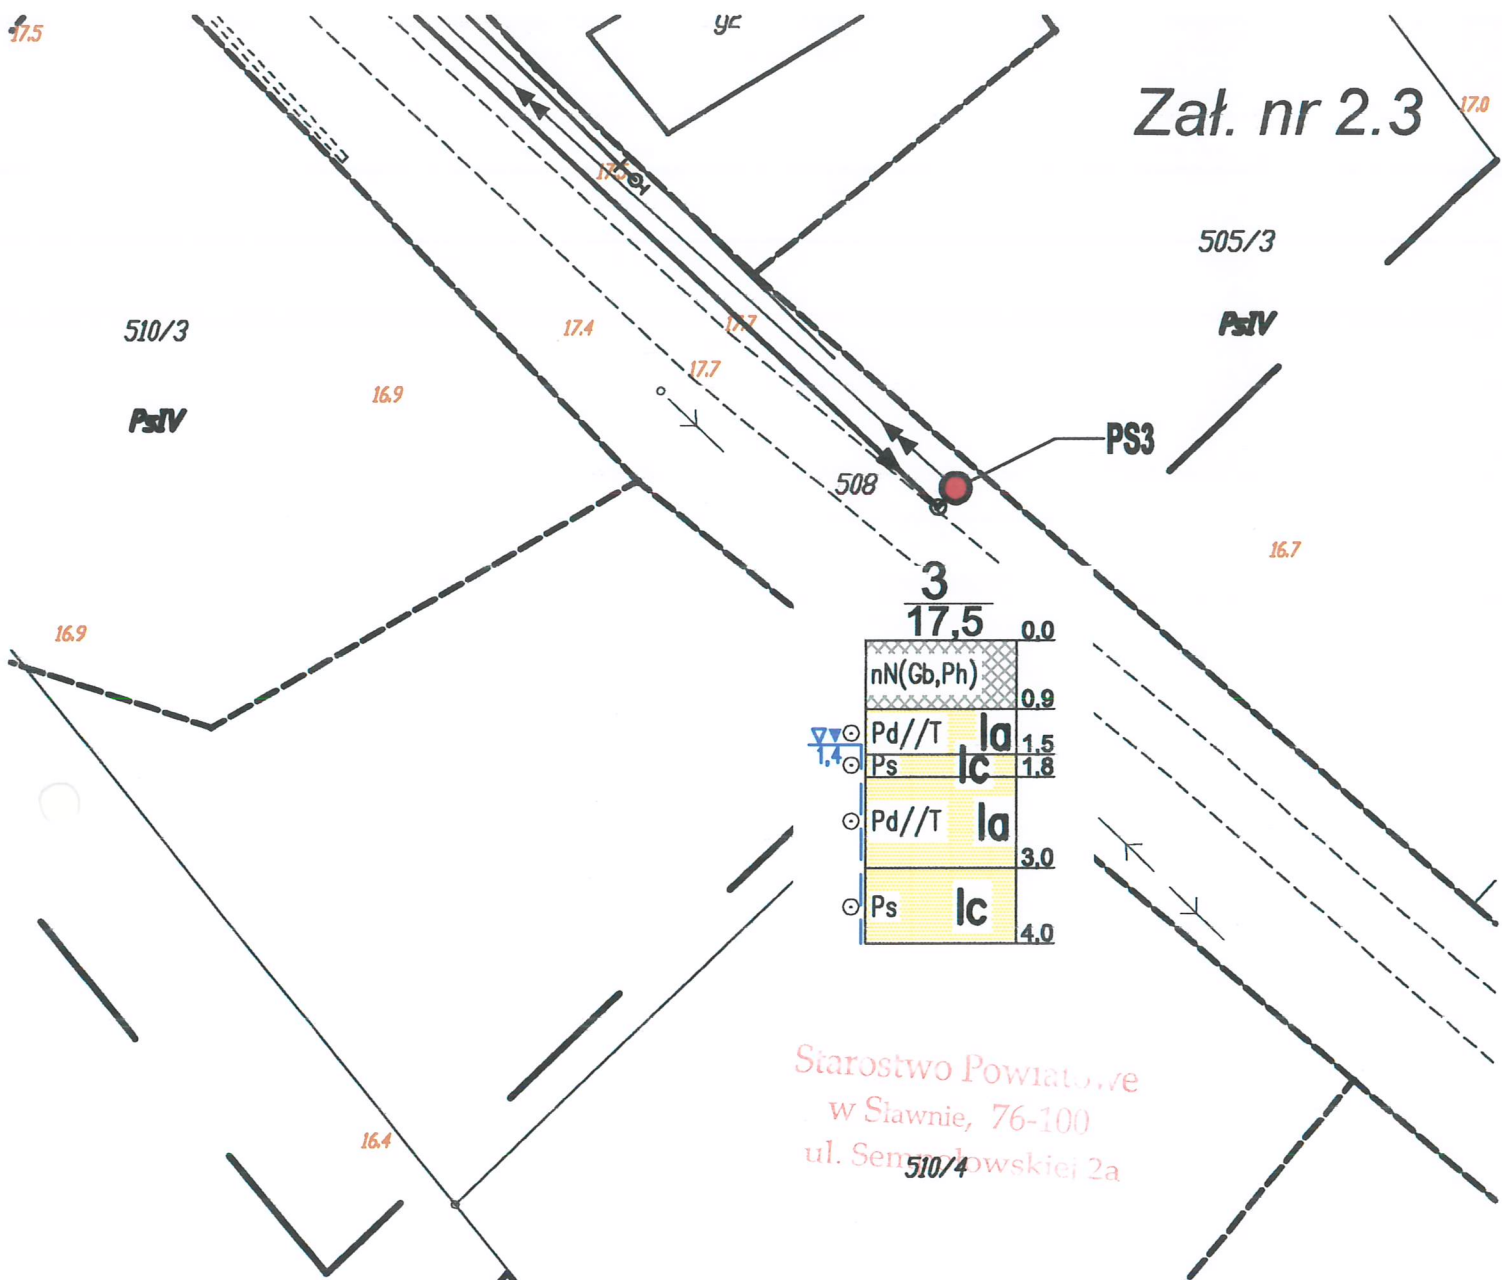 17.5
Zał. nr 2.3
17.0
17.5
505/3
510/3
17.4
17.7
PsIV
17.7
16.9
PsIV
PS3
508
16.7
3
17,5
0,0
16.9
nN(Gb,Ph)
0,9
Pd//T Ia 1,5
1,4
Ps Ic 1,8
Pd//T Ia
3,0
Ps Ic
4,0
Starostwo Powiatowe
w Sławnie, 76-100
16.4
ul. 2a
510/4